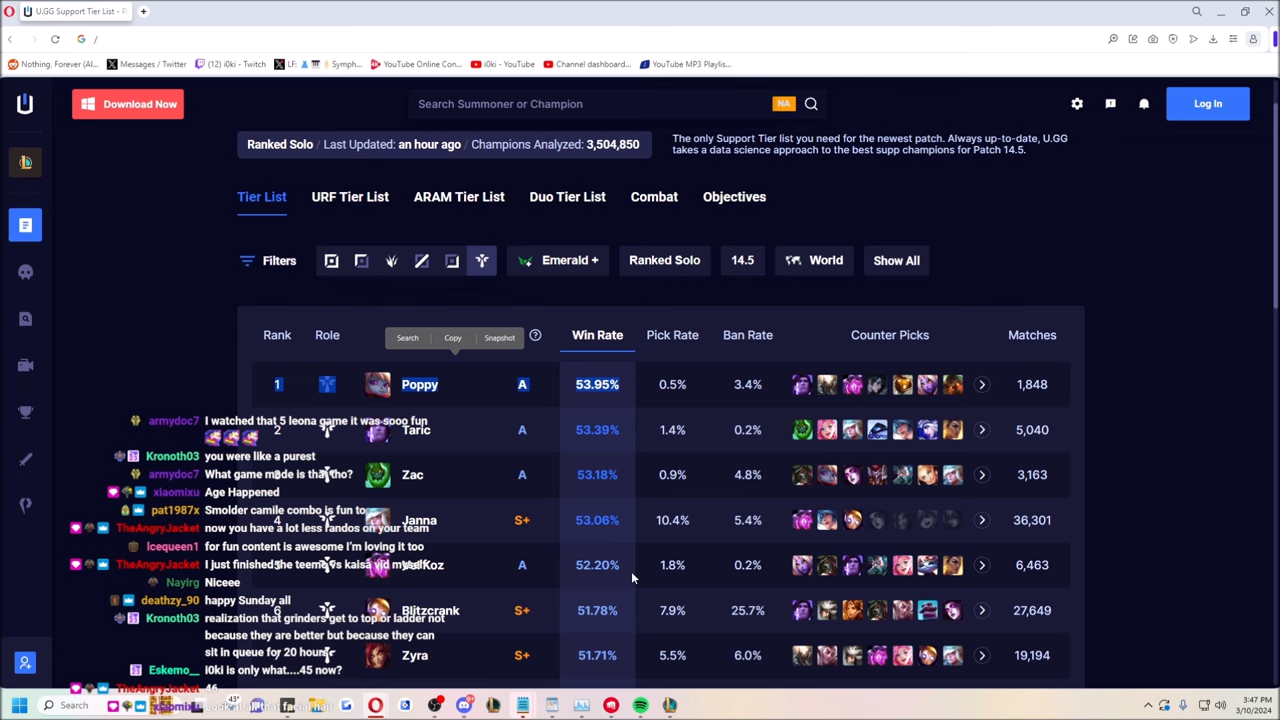 U.GG Support Tier List - P
/
Nothing, Forever (AI...
Messages / Twitter
(12) i0ki - Twitch
LF:
Symph...
YouTube Online Con...
i0ki - YouTube
Channel dashboard...
YouTube MP3 Playlis...
Download Now
Search Summoner or Champion
NA
Log In
Ranked Solo / Last Updated: an hour ago / Champions Analyzed: 3,504,850
The only Support Tier list you need for the newest patch. Always up-to-date, U.GG
takes a data science approach to the best supp champions for Patch 14.5.
Tier List
URF Tier List
ARAM Tier List
Duo Tier List
Combat
Objectives
Filters
Emerald +
Ranked Solo
14.5
World
Show All
Rank
Role
Search
Copy
Snapshot
Win Rate
Pick Rate
Ban Rate
Counter Picks
Matches
1 Poppy A 53.95% 0.5% 3.4% 1,848
2 Taric A 53.39% 1.4% 0.2% 5,040
Zac A 53.18% 0.9% 4.8% 3,163
4 Janna S+ 53.06% 10.4% 5.4% 36,301
Vel'Koz A 52.20% 1.8% 0.2% 6,463
6 Blitzcrank S+ 51.78% 7.9% 25.7% 27,649
Zyra S+ 51.71% 5.5% 6.0% 19,194
armydoc7 I watched that 5 leona game it was sooo fun
Kronoth03 you were like a purest
armydoc7 What game mode is that tho?
xiaomixu Age Happened
pat1987x Smolder camile combo is fun to
TheAngryJacket now you have a lot less randos on your team
Icequeen1 for fun content is awesome I'm loving it too
TheAngryJacket I just finished the teemo vs kaisa vid myself
Nayirg Niceee
deathzy_90 happy Sunday all
Kronoth03 realization that grinders get to top or ladder not
because they are better but because they can
sit in queue for 20 hours
Eskemo__ i0ki is only what....45 now?
TheAngryJacket 46
Search
43°
3:47 PM
3/10/2024